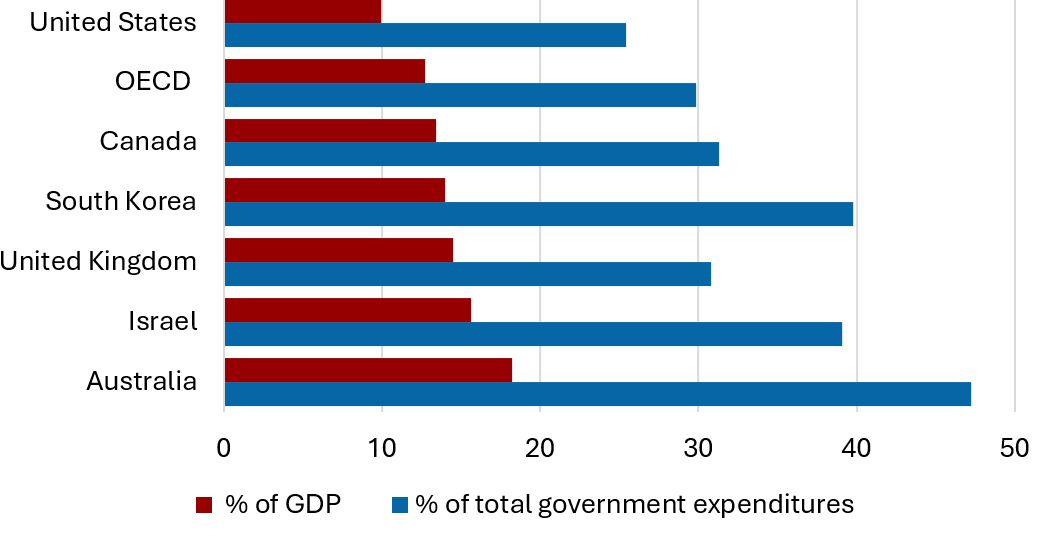 United States
OECD
Canada
South Korea
United Kingdom
Israel
Australia
0 10 20 30 40 50
% of GDP % of total government expenditures